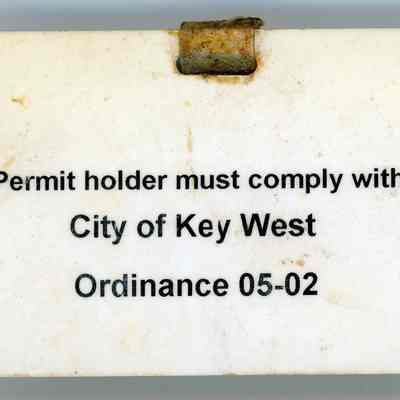 Permit holder must comply with
City of Key West
Ordinance 05-02